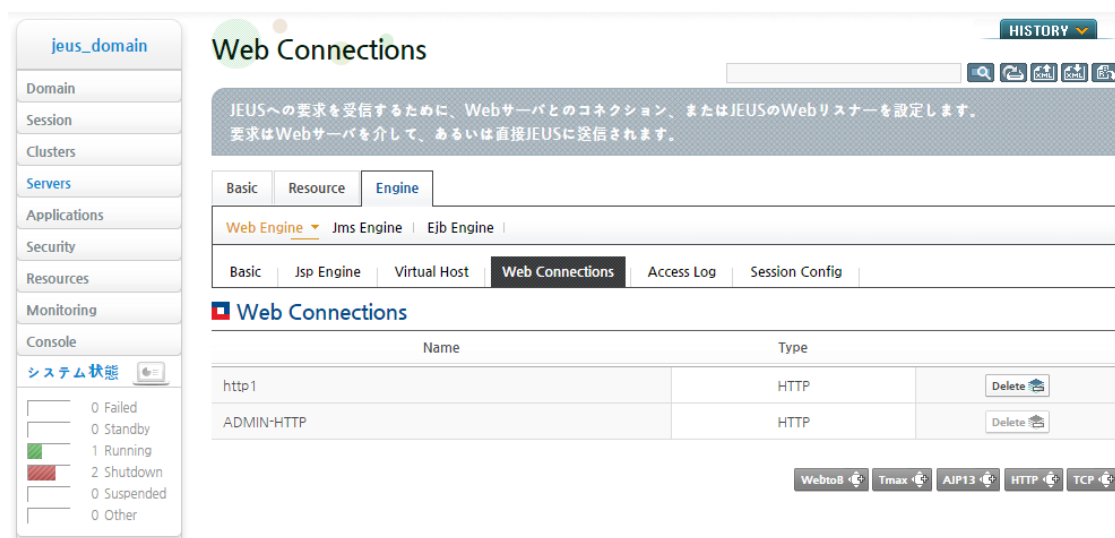 jeus_domain
Domain
Session
Clusters
Servers
Applications
Security
Resources
Monitoring
Console
システム状態
0 Failed
0 Standby
1 Running
2 Shutdown
0 Suspended
0 Other
HISTORY
Web Connections
XML
XML
JEUSへの要求を受信するために、Webサーバとのコネクション、またはJEUSのWebリスナーを設定します。
要求はWebサーバを介して、あるいは直接JEUSに送信されます。
Basic Resource Engine
Web Engine Jms Engine Ejb Engine
Basic Jsp Engine Virtual Host Web Connections Access Log Session Config
Web Connections
Name Type
http1 HTTP Delete
ADMIN-HTTP HTTP Delete
WebtoB Tmax AJP13 HTTP TCP